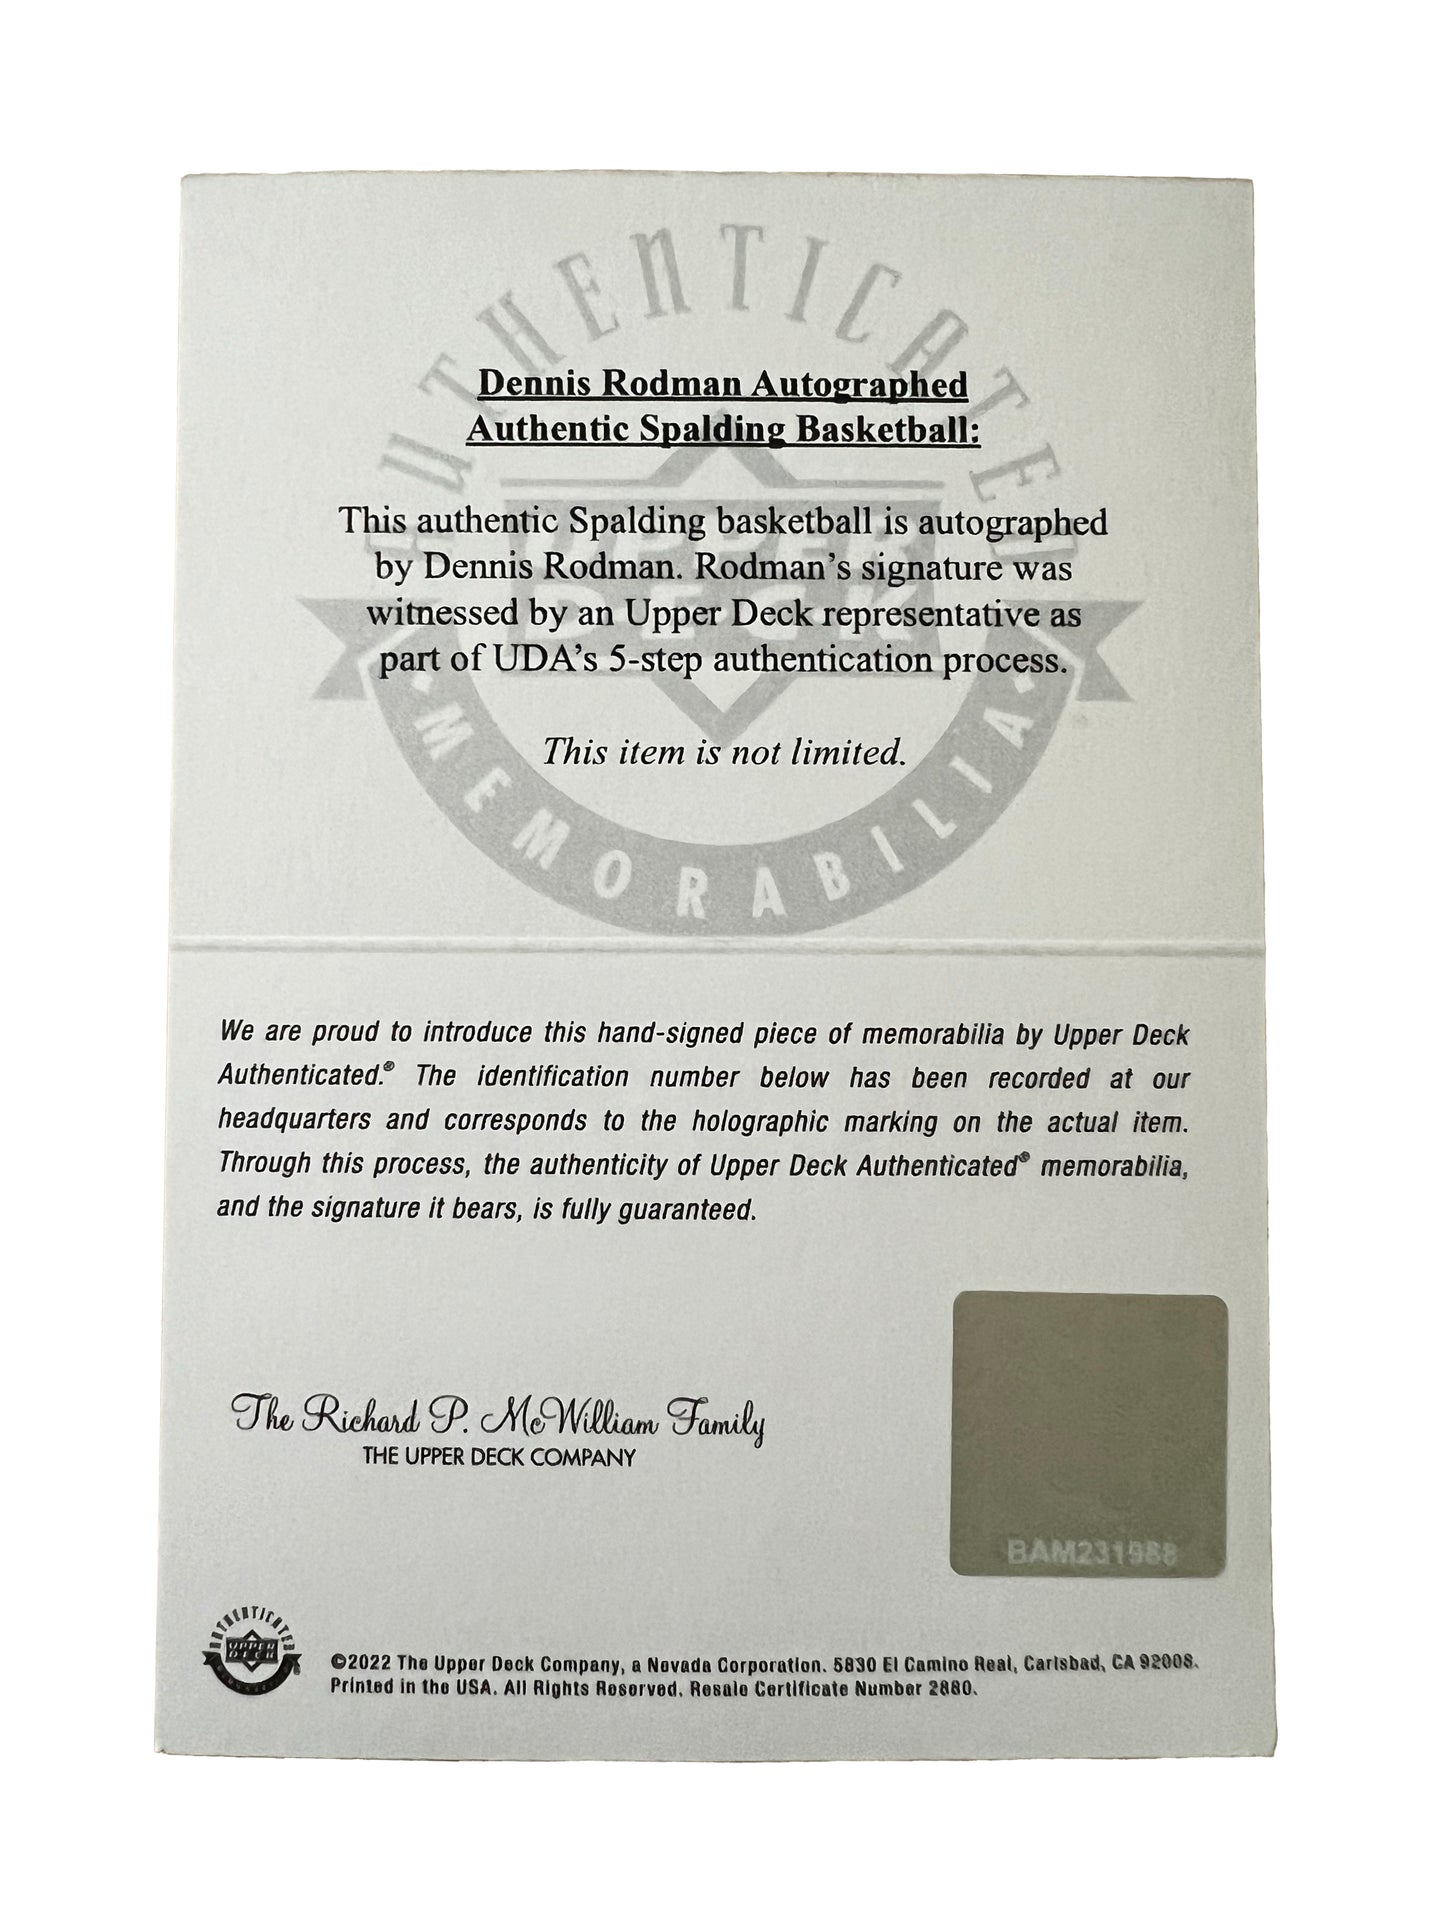 AUTHENTICATED
UPPER
DECK
MEMORABILIA
Dennis Rodman Autographed
Authentic Spalding Basketball:
This authentic Spalding basketball is autographed
by Dennis Rodman. Rodman's signature was
witnessed by an Upper Deck representative as
part of UDA's 5-step authentication process.
This item is not limited.
We are proud to introduce this hand-signed piece of memorabilia by Upper Deck
Authenticated.® The identification number below has been recorded at our
headquarters and corresponds to the holographic marking on the actual item.
Through this process, the authenticity of Upper Deck Authenticated® memorabilia,
and the signature it bears, is fully guaranteed.
The Richard P. McWilliam Family
THE UPPER DECK COMPANY
BAM231988
AUTHENTICATED
UPPER
DECK
©2022 The Upper Deck Company, a Nevada Corporation. 5830 El Camino Real, Carlsbad, CA 92008.
Printed in the USA. All Rights Reserved. Resale Certificate Number 2880.